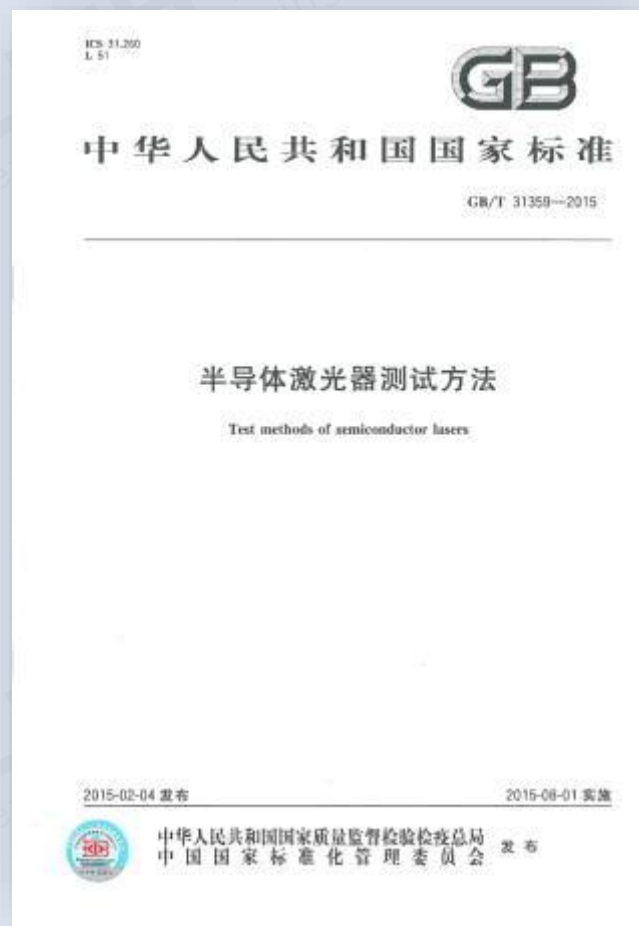 ICS 31.260
L 51
GB
中华人民共和国国家标准
GB/T 31359—2015
半导体激光器测试方法
Test methods of semiconductor lasers
2015-02-04 发布
2015-08-01 实施
中华人民共和国国家质量监督检验检疫总局
中国国家标准化管理委员会
发布